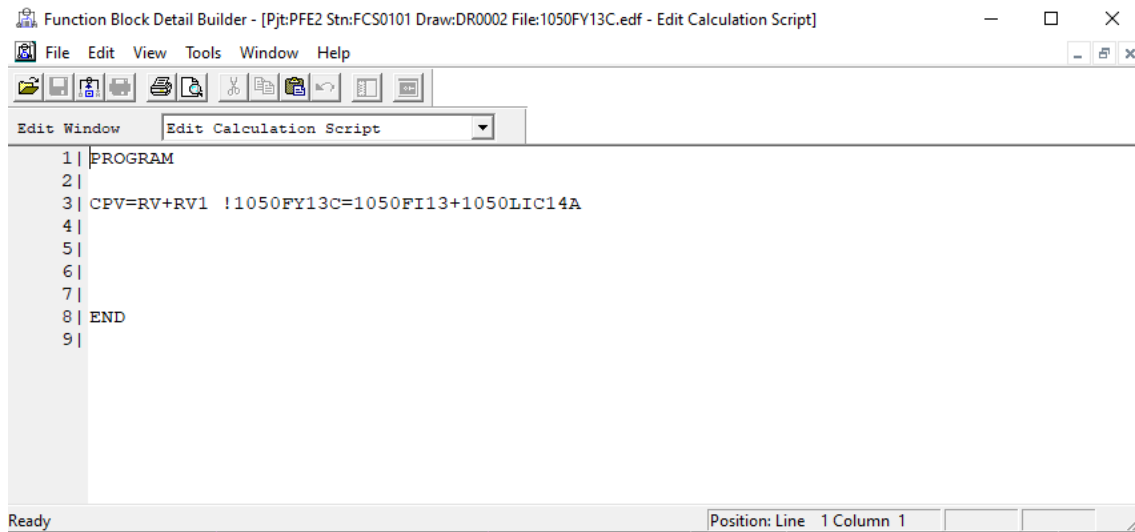 Function Block Detail Builder - [Pjt:PFE2 Stn:FCS0101 Draw:DR0002 File:1050FY13C.edf - Edit Calculation Script]
File Edit View Tools Window Help
Edit Window Edit Calculation Script
1| PROGRAM
2|
3| CPV=RV+RV1 !1050FY13C=1050FI13+1050LIC14A
4|
5|
6|
7|
8| END
9|
Ready Position: Line 1 Column 1